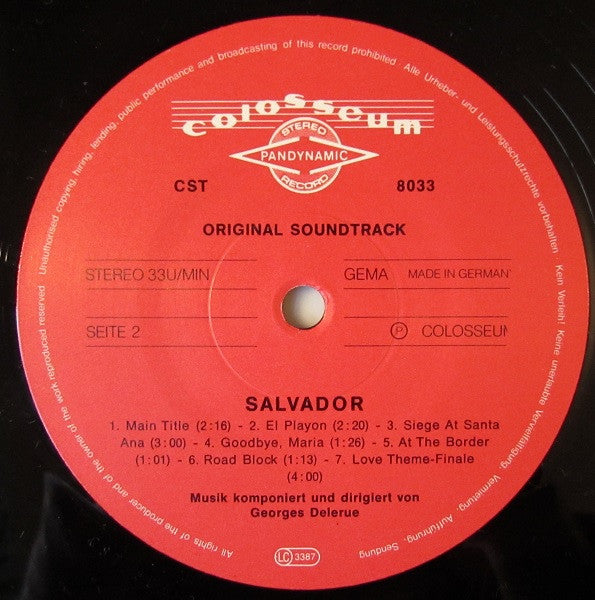 Unauthorised copying, hiring, lending, public performance and broadcasting of this record prohibited · Alle Urheber- und Leistungsschutzrechte vorbehalten · Kein Verleih! Keine unerlaubte Vervielfältigung, Vermietung, Aufführung, Sendung
All rights of the producer and of the owner of the work reproduced reserved
colosseum
STEREO
PANDYNAMIC
RECORD
CST 8033
ORIGINAL SOUNDTRACK
STEREO 33U/MIN GEMA MADE IN GERMANY
SEITE 2 Ⓟ COLOSSEUM
SALVADOR
1. Main Title (2:16) - 2. El Playon (2:20) - 3. Siege At Santa
Ana (3:00) - 4. Goodbye, Maria (1:26) - 5. At The Border
(1:01) - 6. Road Block (1:13) - 7. Love Theme-Finale
(4:00)
Musik komponiert und dirigiert von
Georges Delerue
LC 3387